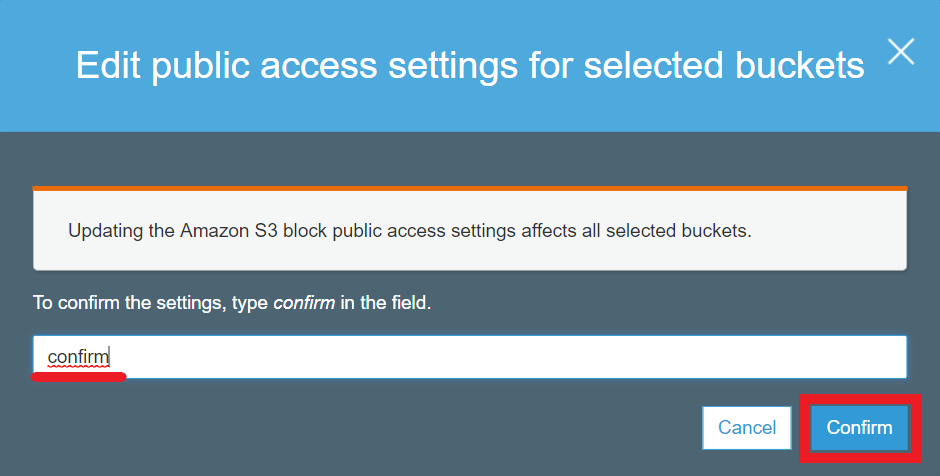 Edit public access settings for selected buckets
Updating the Amazon S3 block public access settings affects all selected buckets.
To confirm the settings, type confirm in the field.
confirm
Cancel
Confirm